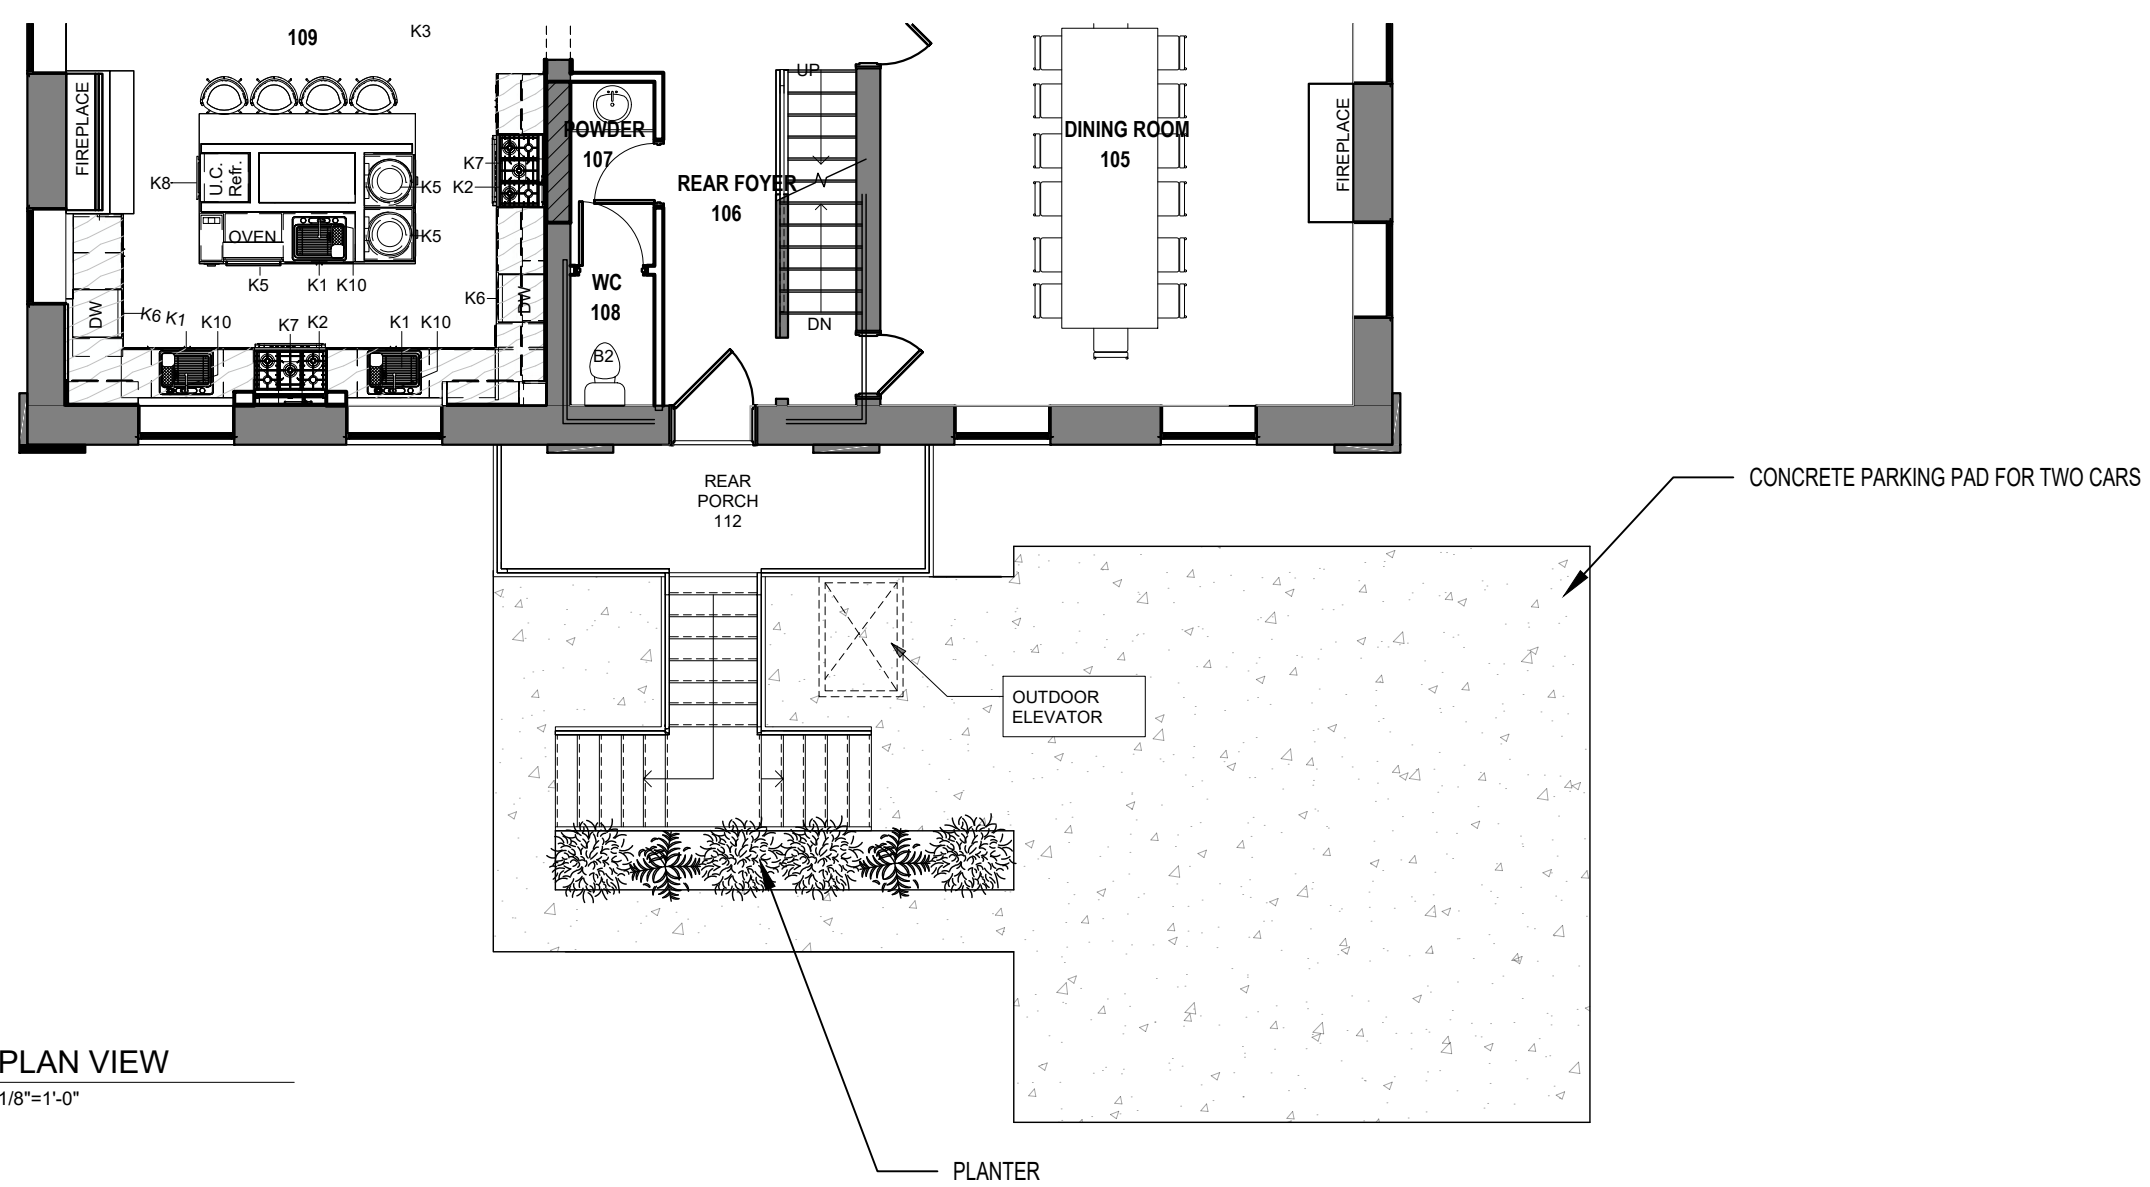 109
K3
UP
FIREPLACE
POWDER
107
DINING ROOM
105
FIREPLACE
K7
K8
U.C.
Refr.
K5
K2
REAR FOYER
106
OVEN
K5
K5
K1
K10
WC
108
K6
DW
DW
K6
K1
K10
K7
K2
K1
K10
DN
B2
REAR
PORCH
112
CONCRETE PARKING PAD FOR TWO CARS
OUTDOOR
ELEVATOR
PLAN VIEW
1/8"=1'-0"
PLANTER